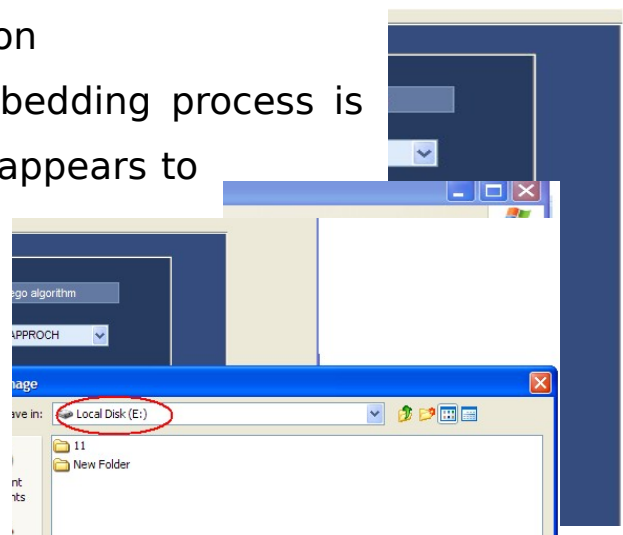 on
bedding process is
appears to
ego algorithm
APPROCH
nage
ave in: Local Disk (E:)
11
New Folder
nt
nts